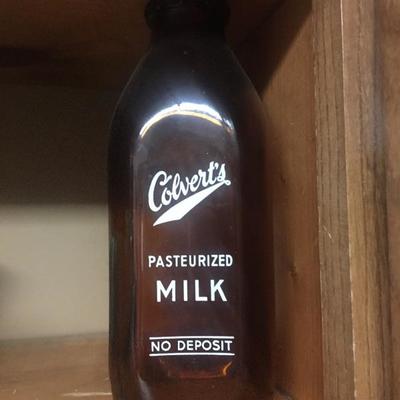 Colvert's
PASTEURIZED
MILK
NO DEPOSIT